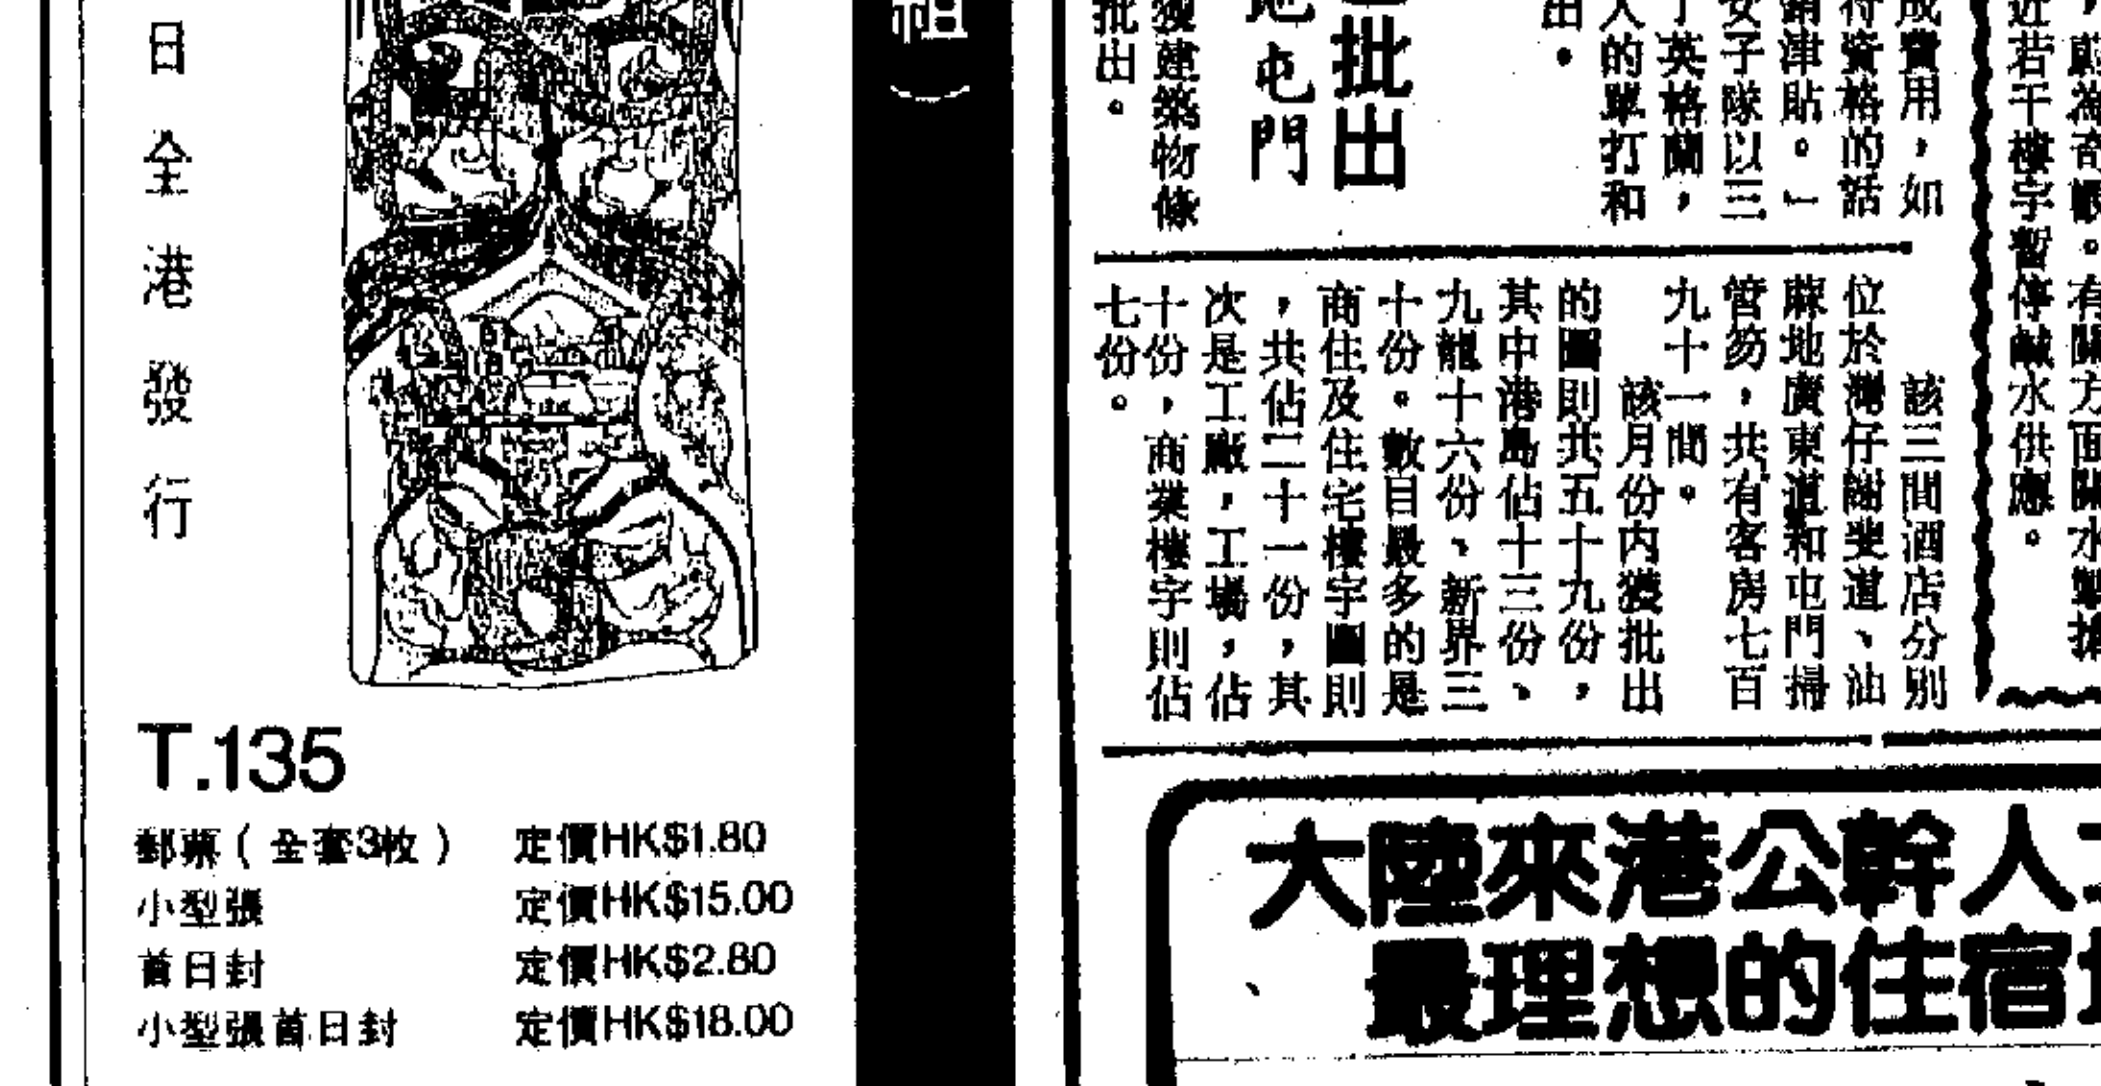 日全港發行
T.135
郵票（全套3枚） 定價HK$1.80
小型張 定價HK$15.00
首日封 定價HK$2.80
小型張首日封 定價HK$18.00
批出
屯門
獲建築物條
批出。
成費用，如
符資格的話
銷津貼。」
女子隊以三
了英格蘭，
人的單打和
出。
近若干樓宇暫停鹹水供應。
該三間酒店分別
位於灣仔謝斐道、油
蔴地廣東道和屯門掃
管笏，共有客房七百
九十一間。
該月份內獲批出
的圖則共五十九份，
其中港島佔十三份、
九龍十六份、新界三
十份。數目最多的是
商住及住宅樓宇圖則
，共佔二十一份，其
次是工廠，工場，佔
十份，商業樓宇則佔
七份。
大陸來港公幹人
最理想的住宿